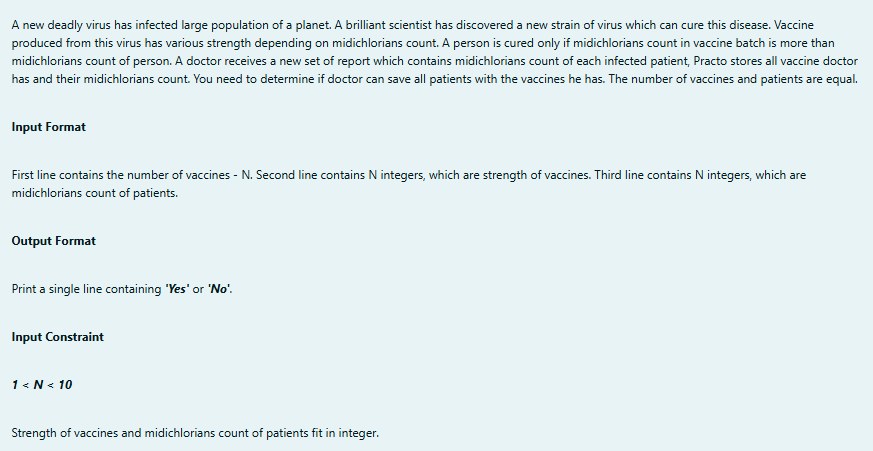 A new deadly virus has infected large population of a planet. A brilliant scientist has discovered a new strain of virus which can cure this disease. Vaccine
produced from this virus has various strength depending on midichlorians count. A person is cured only if midichlorians count in vaccine batch is more than
midichlorians count of person. A doctor receives a new set of report which contains midichlorians count of each infected patient, Practo stores all vaccine doctor
has and their midichlorians count. You need to determine if doctor can save all patients with the vaccines he has. The number of vaccines and patients are equal.
Input Format
First line contains the number of vaccines - N. Second line contains N integers, which are strength of vaccines. Third line contains N integers, which are
midichlorians count of patients.
Output Format
Print a single line containing 'Yes' or 'No'.
Input Constraint
1 < N < 10
Strength of vaccines and midichlorians count of patients fit in integer.